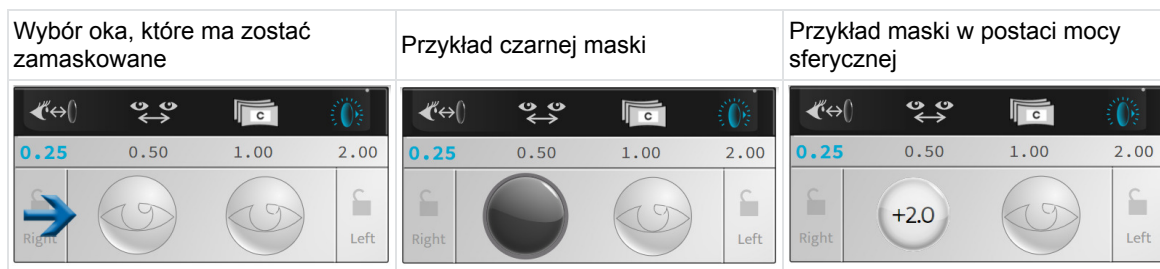 Wybór oka, które ma zostać
zamaskowane
Przykład czarnej maski
Przykład maski w postaci mocy
sferycznej
C
0.25 0.50 1.00 2.00
Right Left
C
0.25 0.50 1.00 2.00
Right Left
C
0.25 0.50 1.00 2.00
Right +2.0 Left